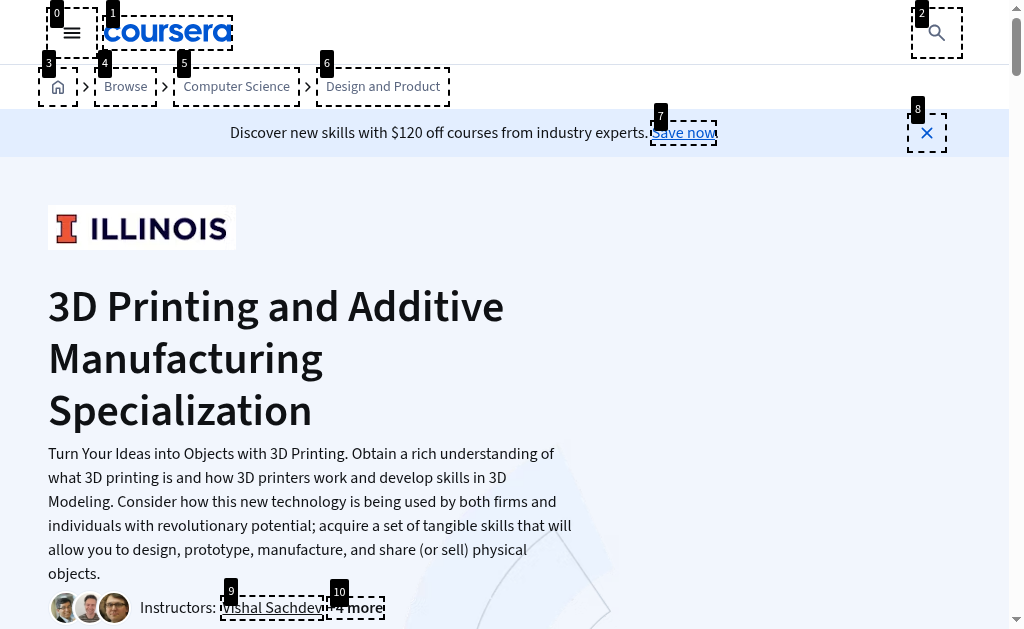 coursera
Browse
Computer Science
Design and Product
Discover new skills with $120 off courses from industry experts. Save now.
ILLINOIS
3D Printing and Additive
Manufacturing
Specialization
Turn Your Ideas into Objects with 3D Printing. Obtain a rich understanding of
what 3D printing is and how 3D printers work and develop skills in 3D
Modeling. Consider how this new technology is being used by both firms and
individuals with revolutionary potential; acquire a set of tangible skills that will
allow you to design, prototype, manufacture, and share (or sell) physical
objects.
Instructors: Vishal Sachdev +4 more
0
1
2
3
4
5
6
7
8
9
10